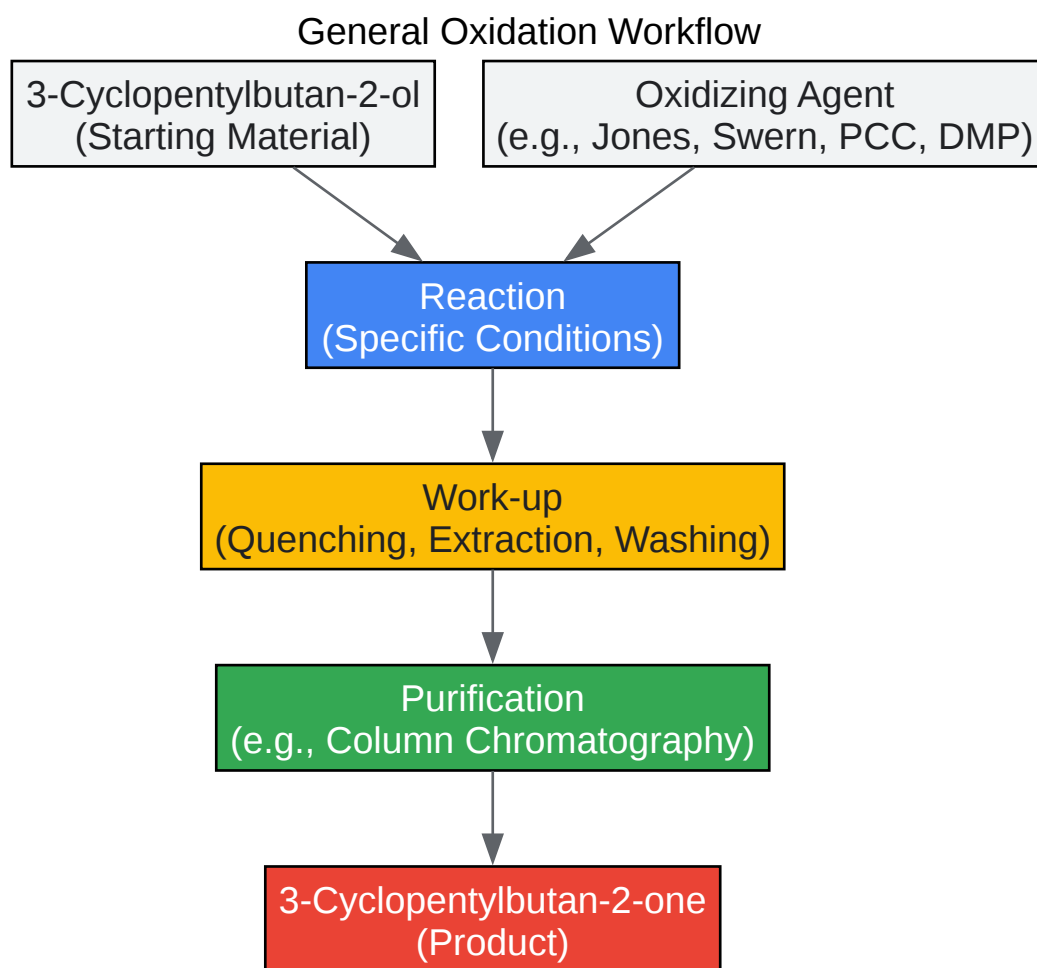 General Oxidation Workflow
3-Cyclopentylbutan-2-ol
(Starting Material)
Oxidizing Agent
(e.g., Jones, Swern, PCC, DMP)
Reaction
(Specific Conditions)
Work-up
(Quenching, Extraction, Washing)
Purification
(e.g., Column Chromatography)
3-Cyclopentylbutan-2-one
(Product)